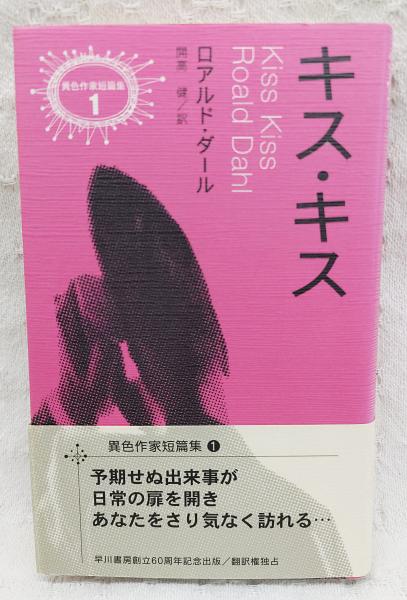 キス・キス
Kiss Kiss
Roald Dahl
ロアルド・ダール
開高 健/訳
異色作家短篇集
1
異色作家短篇集❶
予期せぬ出来事が
日常の扉を開き
あなたをさり気なく訪れる…
早川書房創立60周年記念出版/翻訳権独占